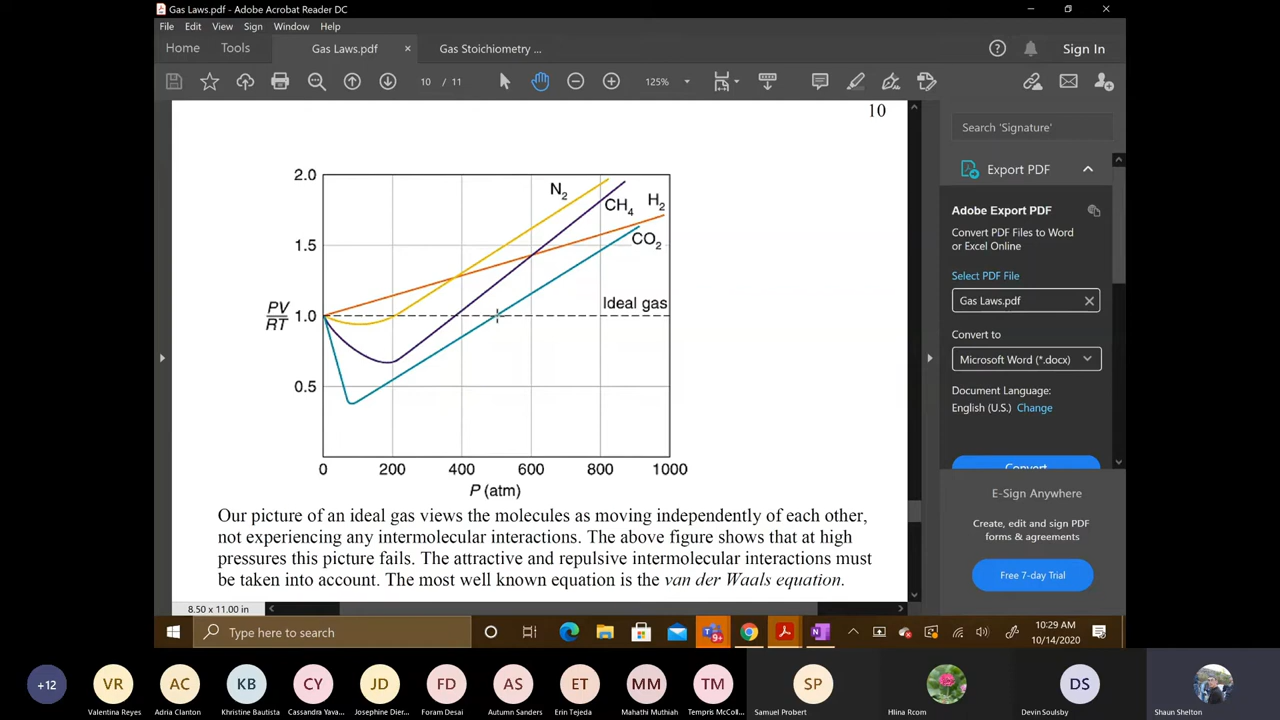 Gas Laws.pdf - Adobe Acrobat Reader DC
File Edit View Sign Window Help
Home Tools Gas Laws.pdf × Gas Stoichiometry ... Sign In
10 / 11 125%
10
Search 'Signature'
Export PDF
Adobe Export PDF
Convert PDF Files to Word
or Excel Online
Select PDF File
Gas Laws.pdf
Convert to
Microsoft Word (*.docx)
Document Language:
English (U.S.) Change
Convert
E-Sign Anywhere
Create, edit and sign PDF
forms & agreements
Free 7-day Trial
2.0
N2
CH4
H2
1.5
CO2
Ideal gas
PV
RT
1.0
0.5
0 200 400 600 800 1000
P (atm)
Our picture of an ideal gas views the molecules as moving independently of each other,
not experiencing any intermolecular interactions. The above figure shows that at high
pressures this picture fails. The attractive and repulsive intermolecular interactions must
be taken into account. The most well known equation is the van der Waals equation.
8.50 x 11.00 in
Type here to search
9+
10:29 AM
10/14/2020
+12 VR AC KB CY JD FD AS ET MM TM SP DS
Valentina Reyes Adria Clanton Khristine Bautista Cassandra Yava... Josephine Dier... Foram Desai Autumn Sanders Erin Tejeda Mahathi Muthiah Tempris McColl... Samuel Probert Hlina Rcom Devin Soulsby Shaun Shelton